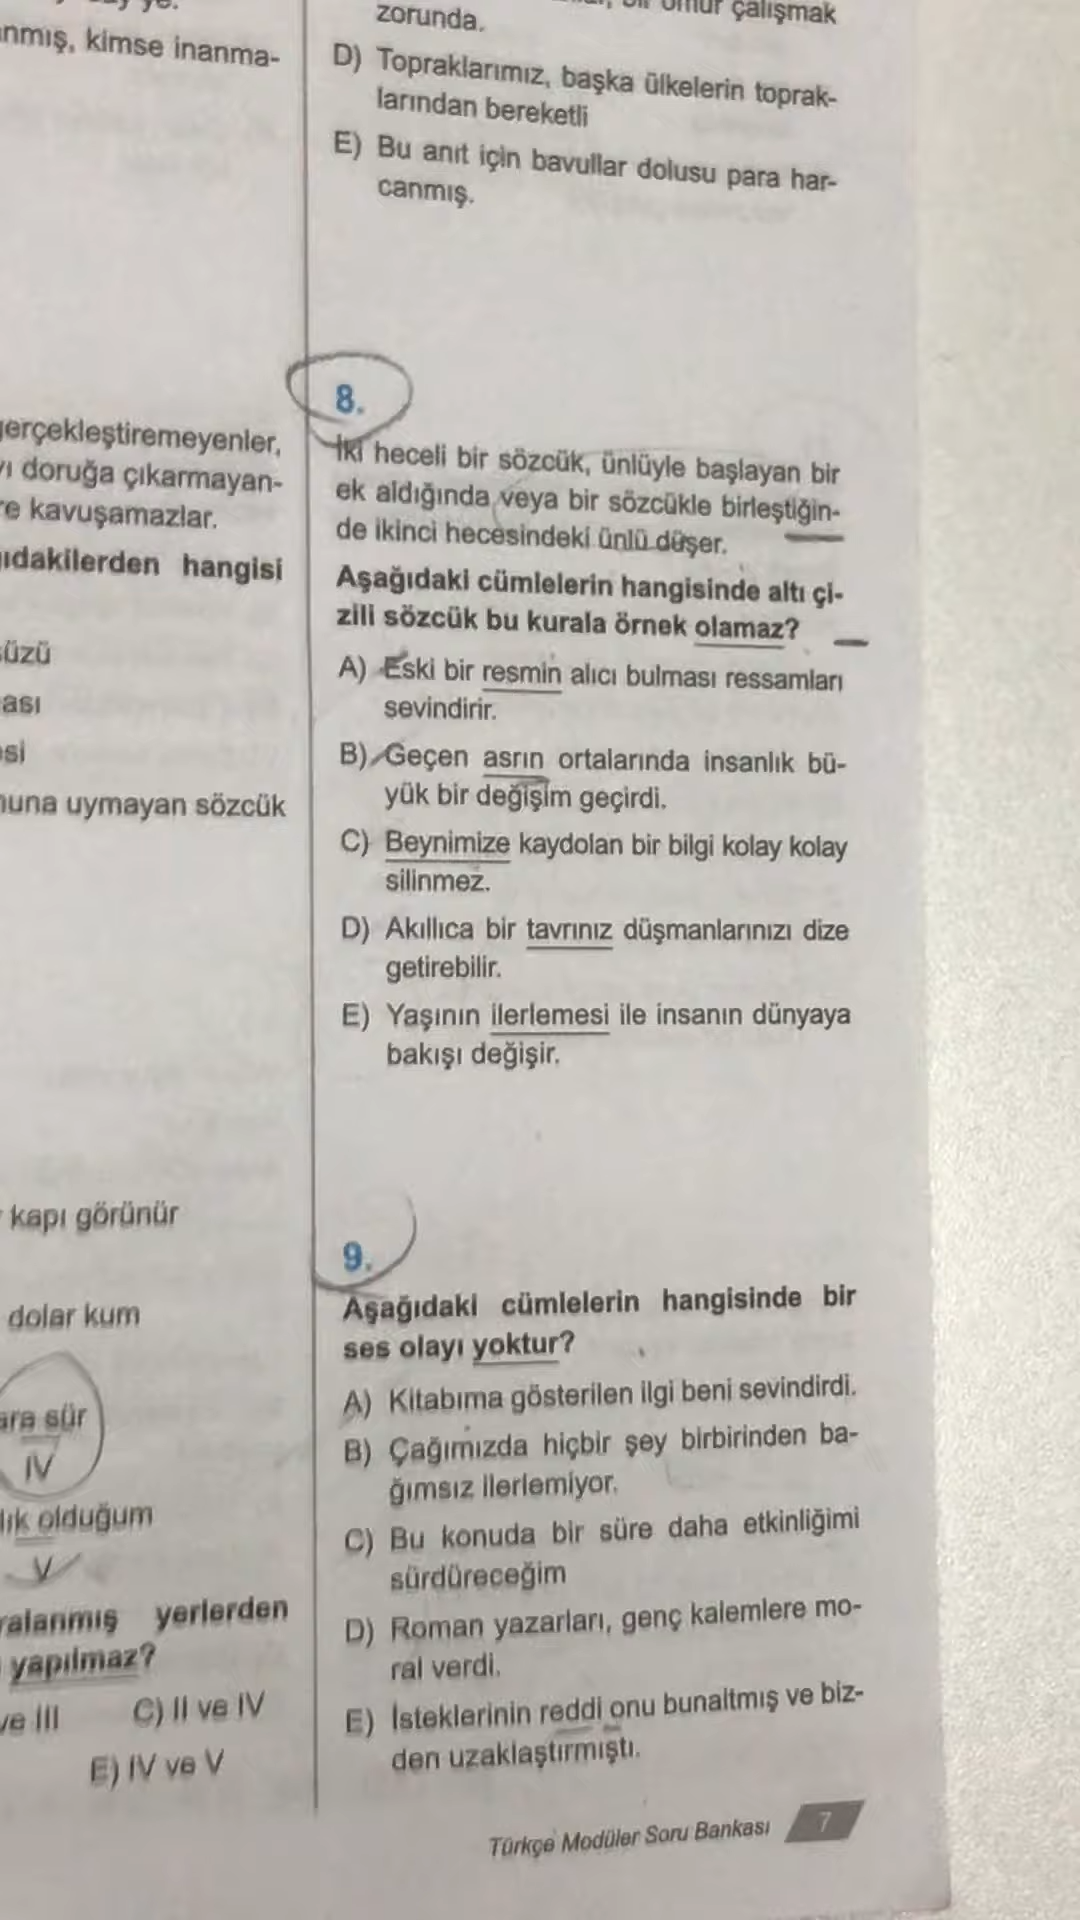 kimse inanma-
gerçekleştiremeyenler,
doruğa çıkarmayan-
kavuşamazlar.
hangisi
uymayan sözcük
kapı görünür
dolar kum
sür
IV
olduğum
V
yerlerden
yapılmaz?
ve III C) II ve IV
E) IV ve V
çalışmak
zorunda.
D) Topraklarımız, başka ülkelerin toprak-
larından bereketli
E) Bu anıt için bavullar dolusu para har-
canmış.
8.
İki heceli bir sözcük, ünlüyle başlayan bir
ek aldığında veya bir sözcükle birleştiğin-
de ikinci hecesindeki ünlü düşer.
Aşağıdaki cümlelerin hangisinde altı çi-
zili sözcük bu kurala örnek olamaz?
A) Eski bir resmin alıcı bulması ressamları
sevindirir.
B) Geçen asrın ortalarında insanlık bü-
yük bir değişim geçirdi.
C) Beynimize kaydolan bir bilgi kolay kolay
silinmez.
D) Akıllıca bir tavrınız düşmanlarınızı dize
getirebilir.
E) Yaşının ilerlemesi ile insanın dünyaya
bakışı değişir.
9.
Aşağıdaki cümlelerin hangisinde bir
ses olayı yoktur?
A) Kitabıma gösterilen ilgi beni sevindirdi.
B) Çağımızda hiçbir şey birbirinden ba-
ğımsız ilerlemiyor.
C) Bu konuda bir süre daha etkinliğimi
sürdüreceğim
D) Roman yazarları, genç kalemlere mo-
ral verdi.
E) İsteklerinin reddi onu bunaltmış ve biz-
den uzaklaştırmıştı.
Türkçe Modüler Soru Bankası 7